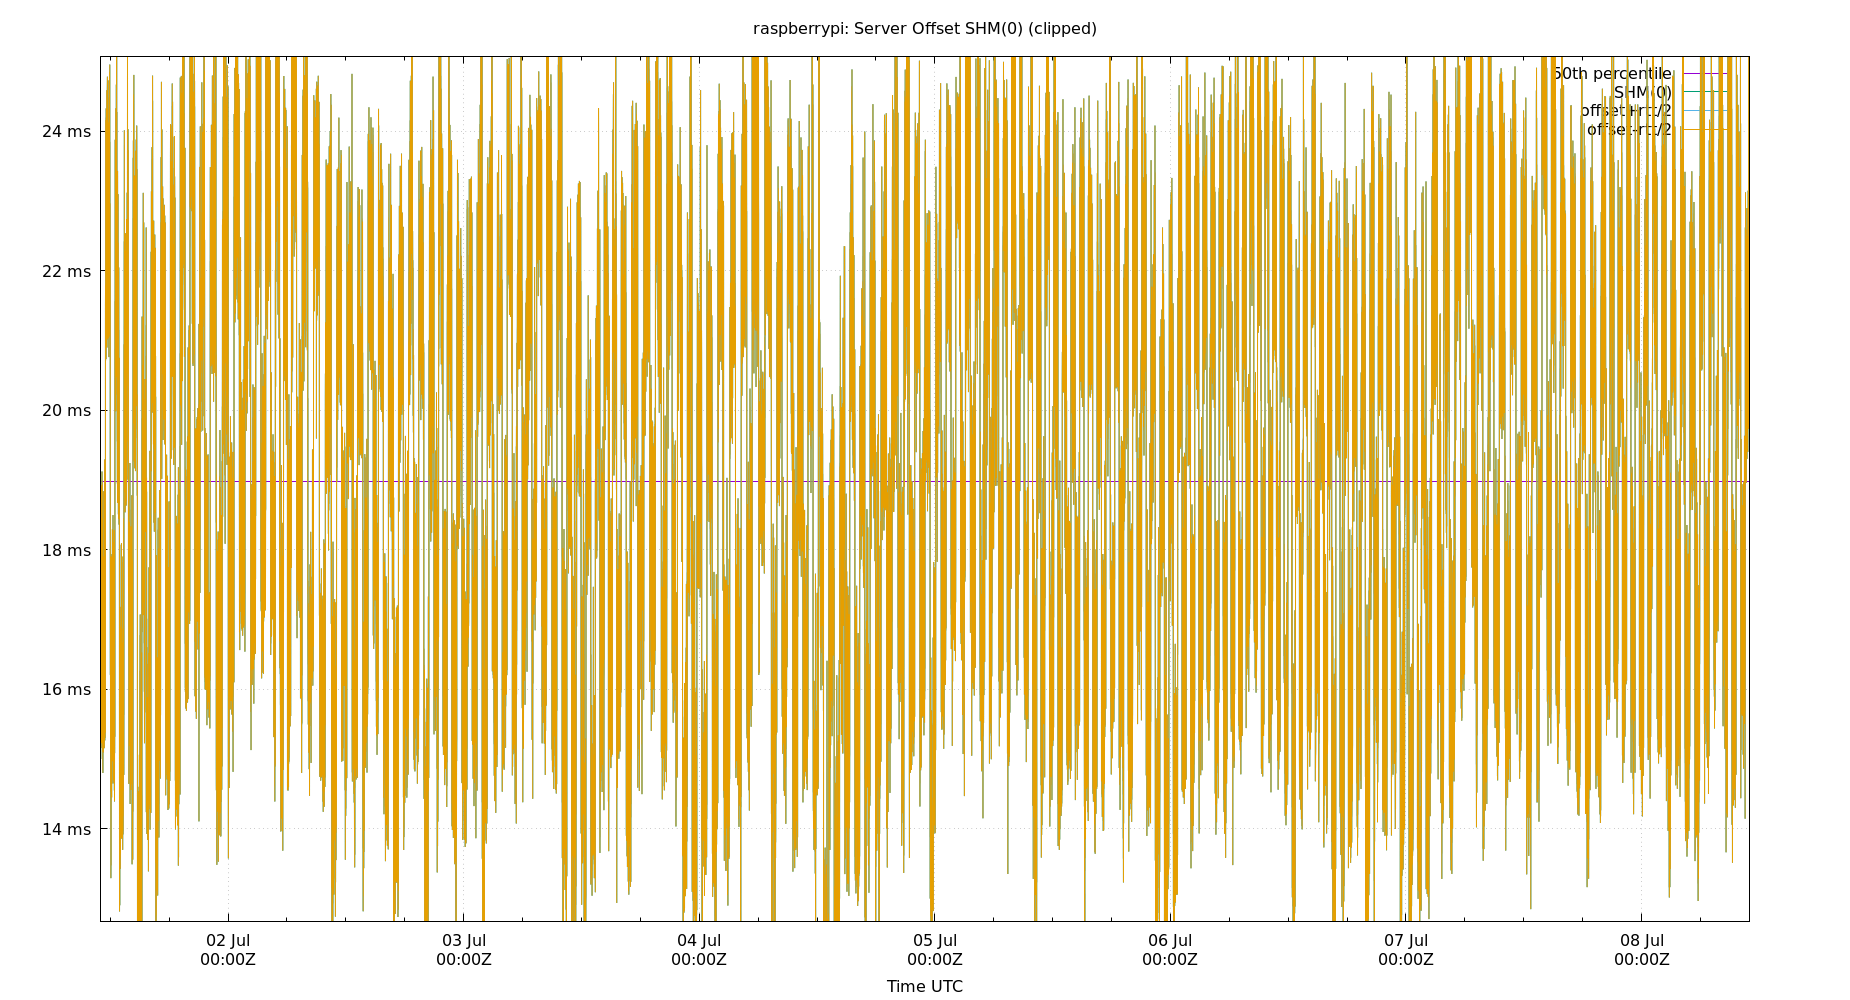 raspberrypi: Server Offset SHM(0) (clipped)
50th percentile
SHM(0)
offset+rtt/2
offset-rtt/2
24 ms
22 ms
20 ms
18 ms
16 ms
14 ms
02 Jul 03 Jul 04 Jul 05 Jul 06 Jul 07 Jul 08 Jul
00:00Z 00:00Z 00:00Z 00:00Z 00:00Z 00:00Z 00:00Z
Time UTC